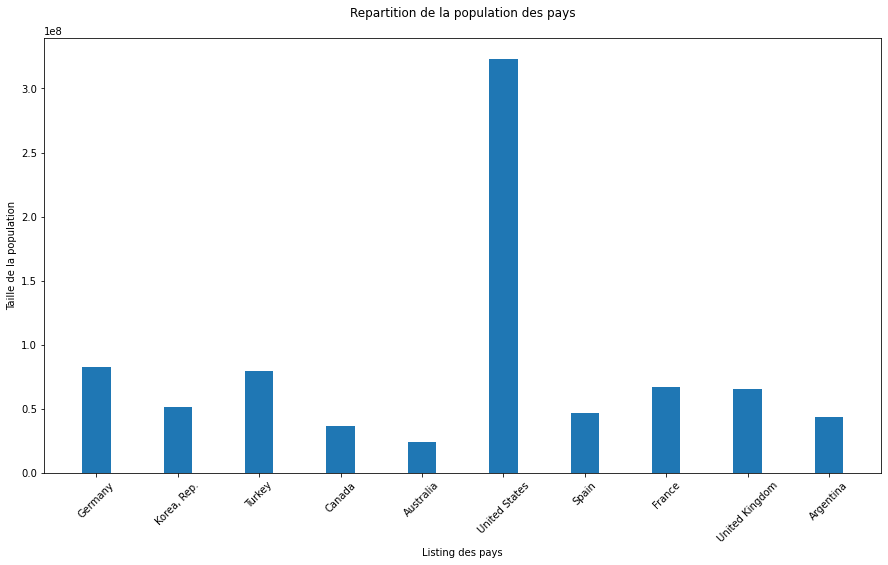 Repartition de la population des pays
1e8
3.0
2.5
2.0
1.5
1.0
0.5
0.0
Taille de la population
Germany
Korea, Rep.
Turkey
Canada
Australia
United States
Spain
France
United Kingdom
Argentina
Listing des pays